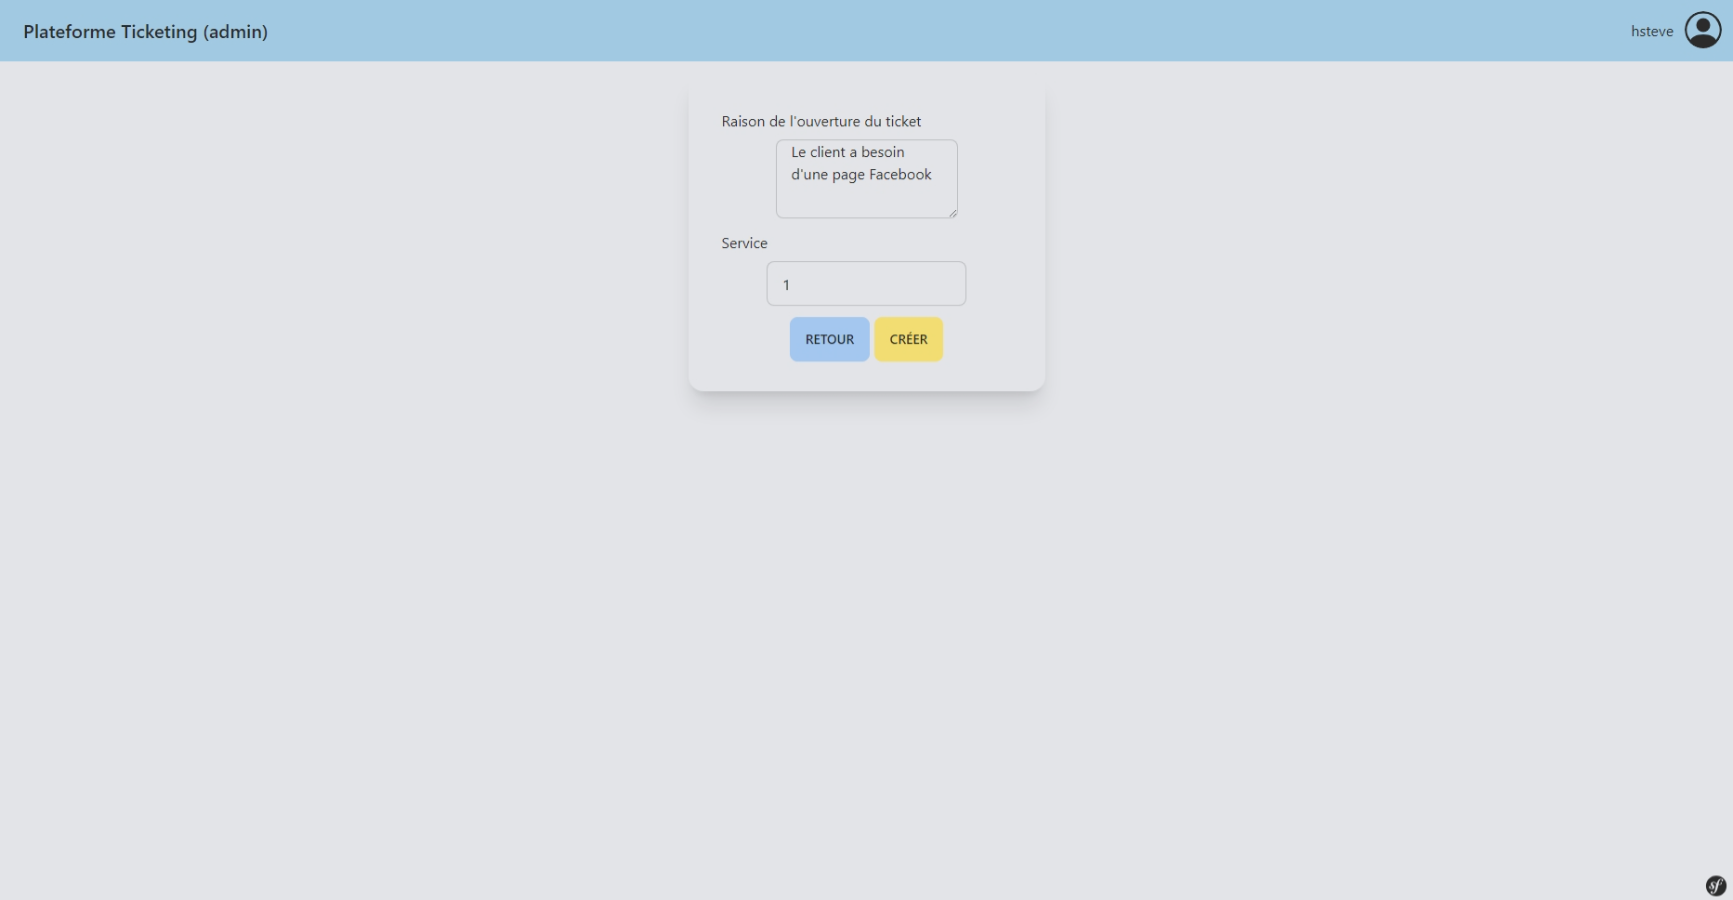 Plateforme Ticketing (admin)
hsteve
Raison de l'ouverture du ticket
Le client a besoin
d'une page Facebook
Service
1
RETOUR
CRÉER
sf